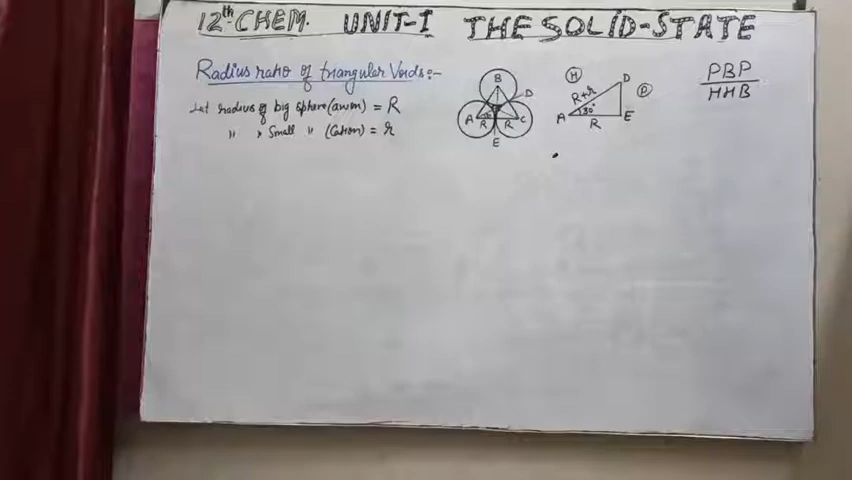 12th CHEM. UNIT-I THE SOLID-STATE
Radius ratio of triangular Voids:-
Let radius of big sphere (anion) = R
" " Small " (Cation) = r
B
D
A R R C
E
H
R+r
D
P
A 30° E
R
PBP
HHB